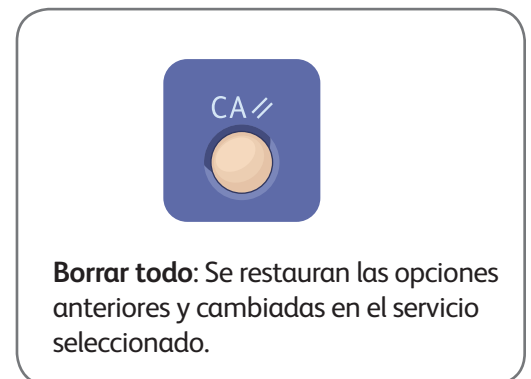 CA//
Borrar todo: Se restauran las opciones
anteriores y cambiadas en el servicio
seleccionado.